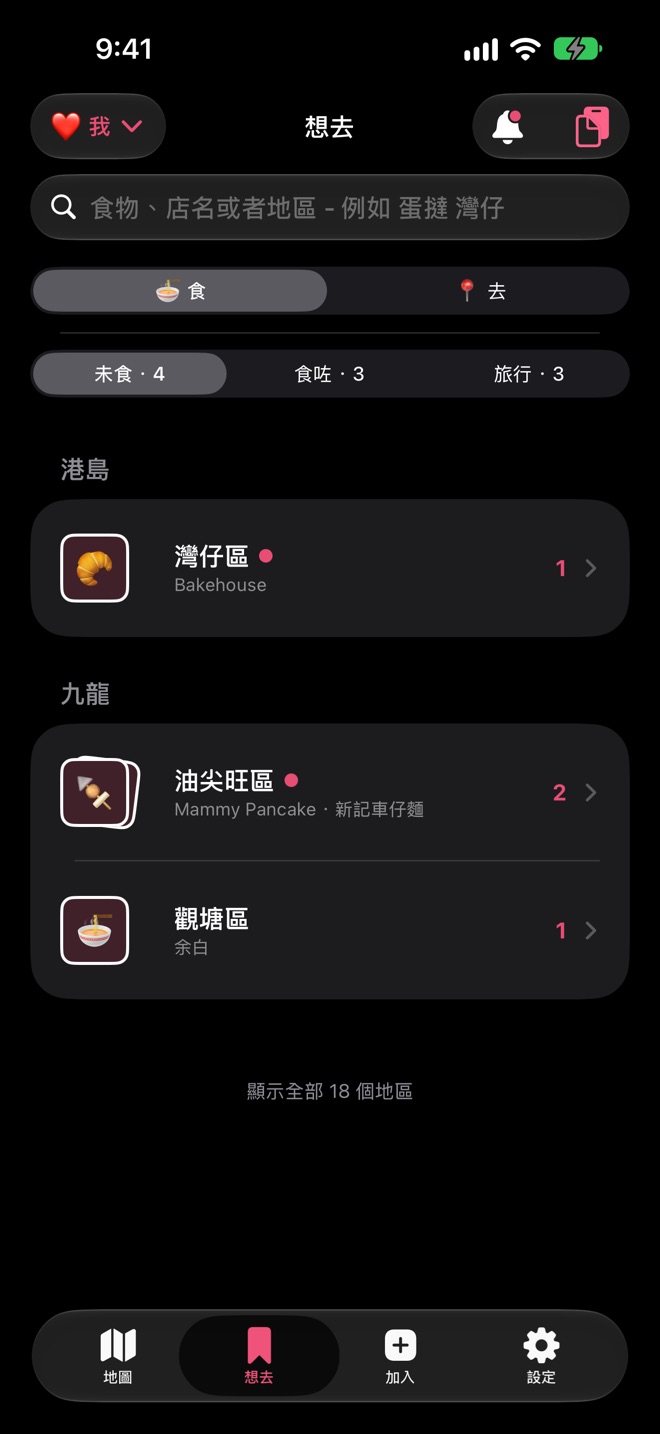 9:41
我
想去
食物、店名或者地區 - 例如 蛋撻 灣仔
食
去
未食 · 4
食咗 · 3
旅行 · 3
港島
灣仔區
Bakehouse
1
九龍
油尖旺區
Mammy Pancake · 新記車仔麵
2
觀塘區
余白
1
顯示全部 18 個地區
地圖
想去
加入
設定